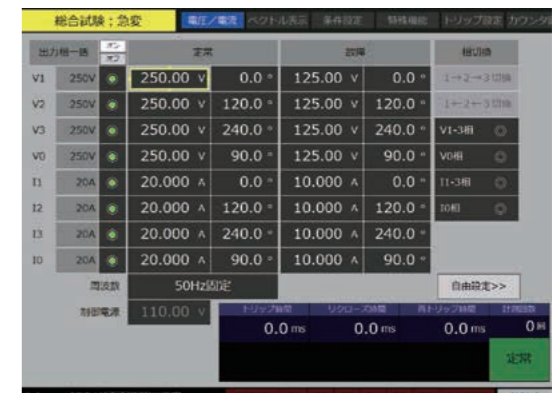 総合試験：急変 電圧/電流 ベクトル表示 条件設定 特殊機能 トリップ設定 カウンタ
出力相一括 オン 定常 故障 相切換
オフ
V1 250V 250.00 V 0.0 ° 125.00 V 0.0 ° 1→2→3切換
V2 250V 250.00 V 120.0 ° 125.00 V 120.0 ° 1←2←3切換
V3 250V 250.00 V 240.0 ° 125.00 V 240.0 ° V1-3相
V0 250V 250.00 V 90.0 ° 125.00 V 90.0 ° V0相
I1 20A 20.000 A 0.0 ° 10.000 A 0.0 ° I1-3相
I2 20A 20.000 A 120.0 ° 10.000 A 120.0 ° I0相
I3 20A 20.000 A 240.0 ° 10.000 A 240.0 °
I0 20A 20.000 A 90.0 ° 10.000 A 90.0 °
周波数 50Hz固定 自由設定>>
制御電源 110.00 V トリップ時間 リクローズ時間 再トリップ時間 計測回数
0.0 ms 0.0 ms 0.0 ms 0 回
定常